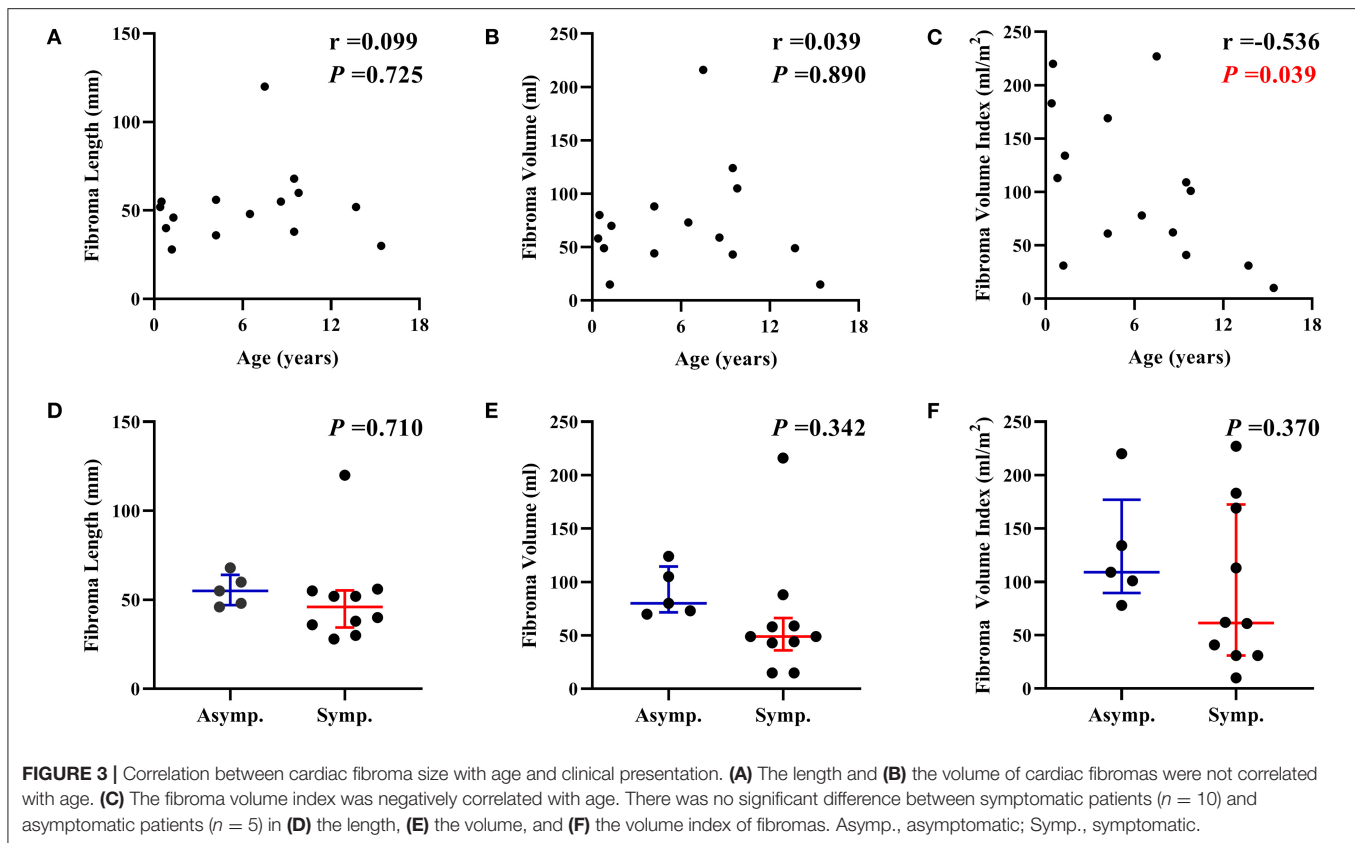 A
r =0.099
P =0.725
Fibroma Length (mm)
150
100
50
0
0 6 12 18
Age (years)
B
r =0.039
P =0.890
Fibroma Volume (ml)
250
200
150
100
50
0
0 6 12 18
Age (years)
C
r=-0.536
P =0.039
Fibroma Volume Index (ml/m²)
250
200
150
100
50
0
0 6 12 18
Age (years)
D
P =0.710
Fibroma Length (mm)
150
100
50
0
Asymp. Symp.
E
P =0.342
Fibroma Volume (ml)
250
200
150
100
50
0
Asymp. Symp.
F
P =0.370
Fibroma Volume Index (ml/m²)
250
200
150
100
50
0
Asymp. Symp.
FIGURE 3 | Correlation between cardiac fibroma size with age and clinical presentation. (A) The length and (B) the volume of cardiac fibromas were not correlated
with age. (C) The fibroma volume index was negatively correlated with age. There was no significant difference between symptomatic patients (n = 10) and
asymptomatic patients (n = 5) in (D) the length, (E) the volume, and (F) the volume index of fibromas. Asymp., asymptomatic; Symp., symptomatic.